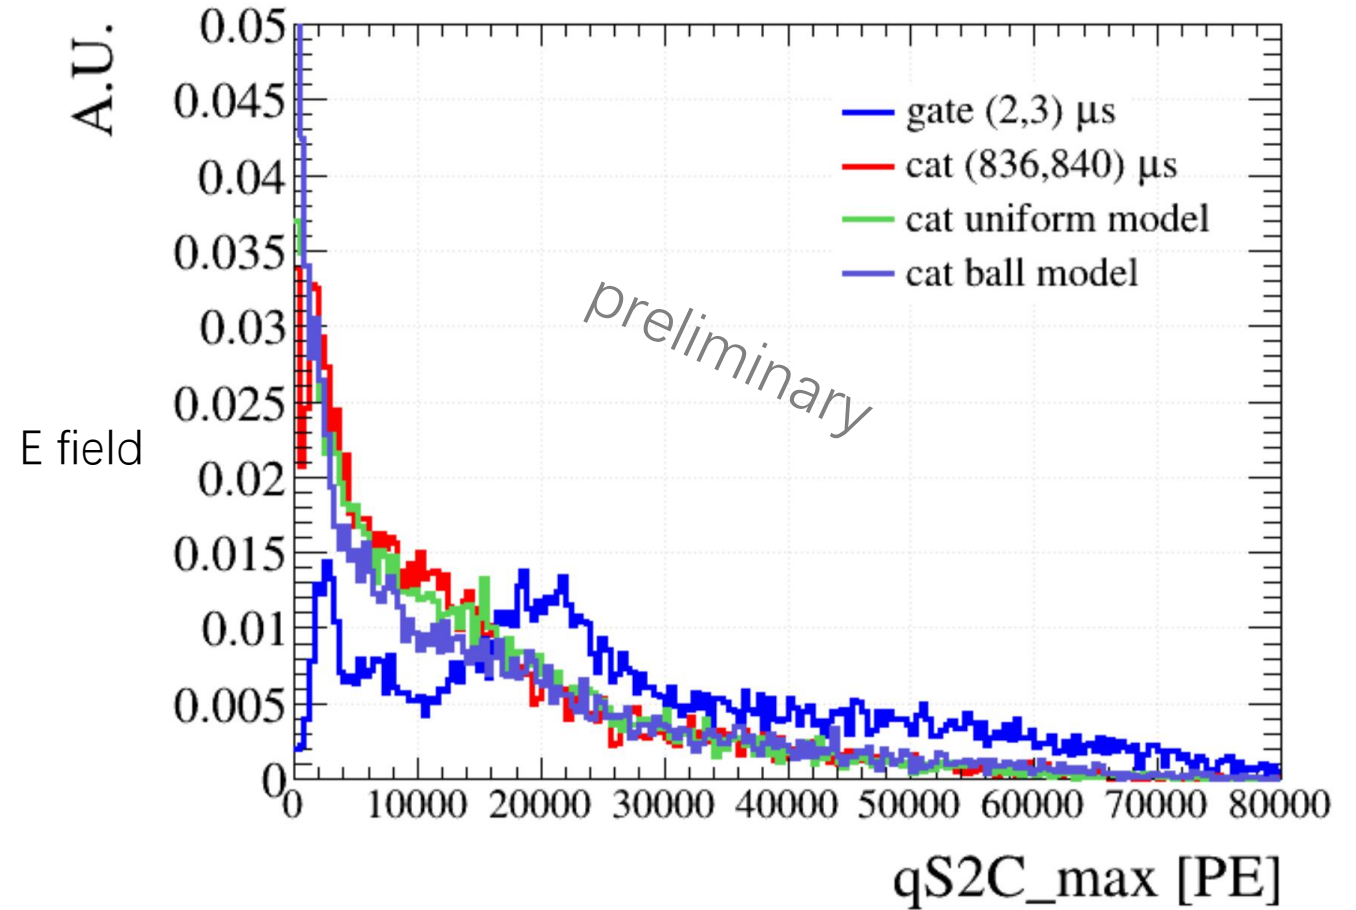 A.U.
0.05
0.045
0.04
0.035
0.03
0.025
0.02
0.015
0.01
0.005
0
E field
gate (2,3) μs
cat (836,840) μs
cat uniform model
cat ball model
preliminary
0 10000 20000 30000 40000 50000 60000 70000 80000
qS2C_max [PE]